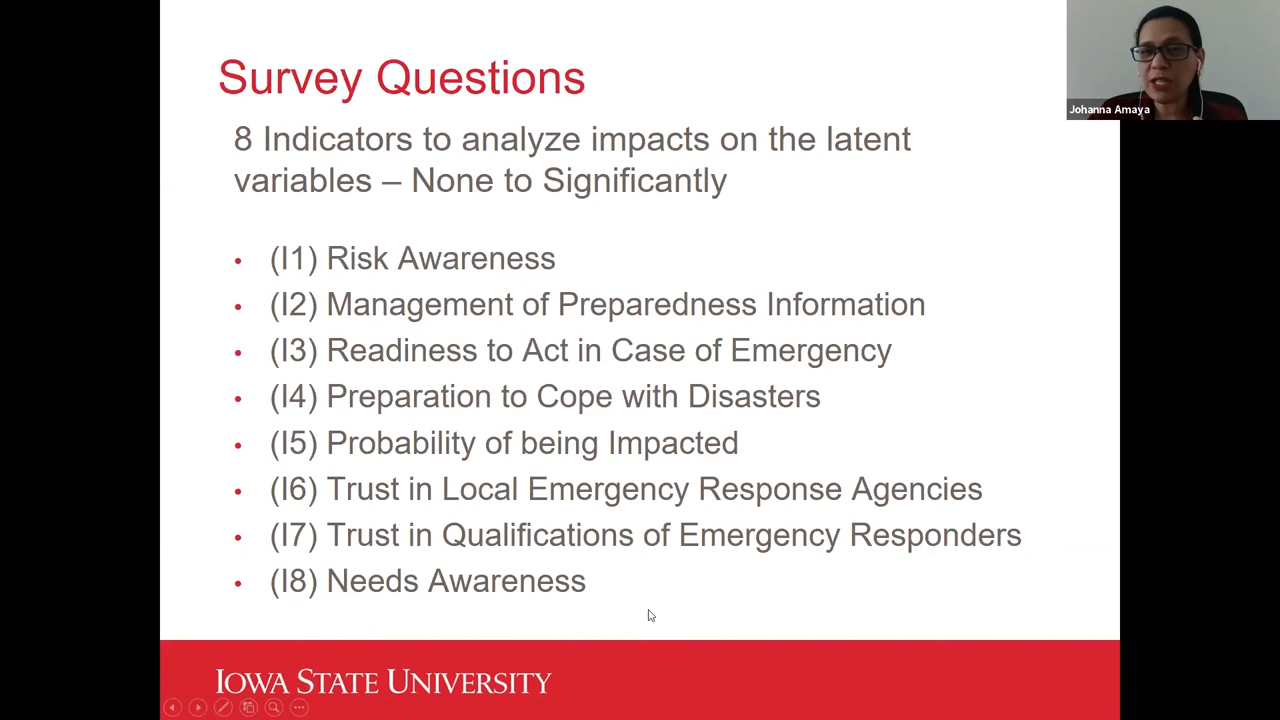 Survey Questions
8 Indicators to analyze impacts on the latent
variables – None to Significantly
• (I1) Risk Awareness
• (I2) Management of Preparedness Information
• (I3) Readiness to Act in Case of Emergency
• (I4) Preparation to Cope with Disasters
• (I5) Probability of being Impacted
• (I6) Trust in Local Emergency Response Agencies
• (I7) Trust in Qualifications of Emergency Responders
• (I8) Needs Awareness
IOWA STATE UNIVERSITY
Johanna Amaya